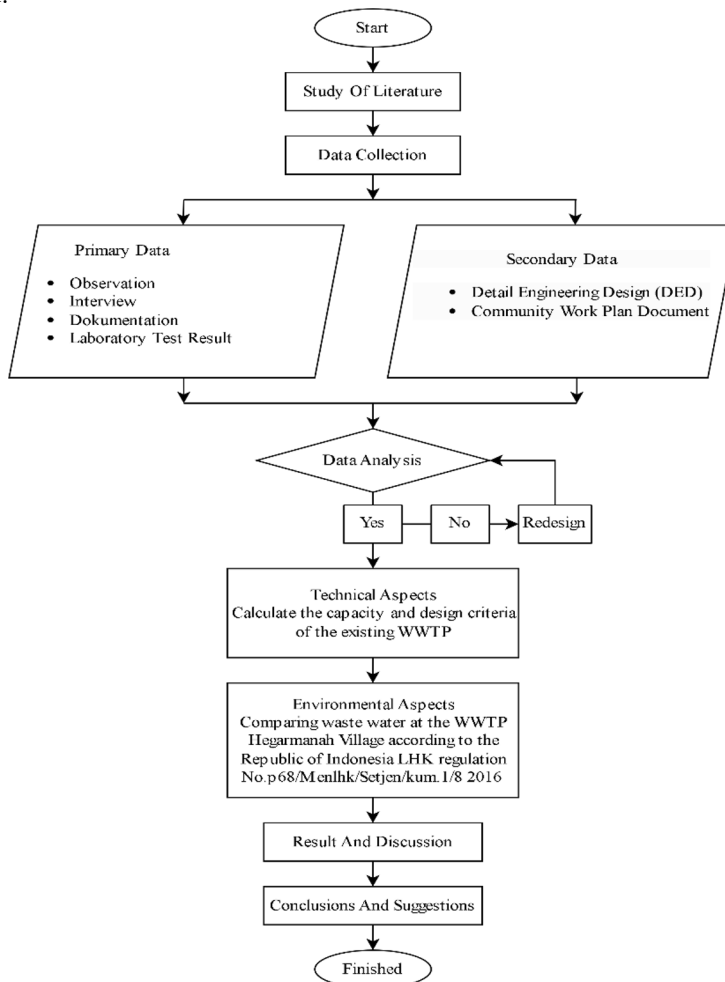 Start
Study Of Literature
Data Collection
Primary Data
• Observation
• Interview
• Dokumentation
• Laboratory Test Result
Secondary Data
• Detail Engineering Design (DED)
• Community Work Plan Document
Data Analysis
Yes
No
Redesign
Technical Aspects
Calculate the capacity and design criteria
of the existing WWTP
Environmental Aspects
Comparing waste water at the WWTP
Hegarmanah Village according to the
Republic of Indonesia LHK regulation
No.p68/Menlhk/Setjen/kum.1/8 2016
Result And Discussion
Conclusions And Suggestions
Finished